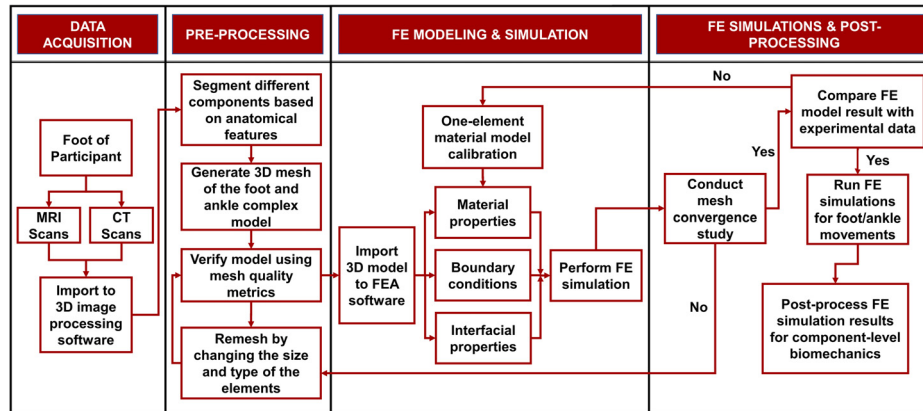 DATA
ACQUISITION
PRE-PROCESSING
FE MODELING & SIMULATION
FE SIMULATIONS & POST-
PROCESSING
Foot of
Participant
MRI
Scans
CT
Scans
Import to
3D image
processing
software
Segment different
components based
on anatomical
features
Generate 3D mesh
of the foot and
ankle complex
model
Verify model using
mesh quality
metrics
Remesh by
changing the size
and type of the
elements
Import
3D model
to FEA
software
One-element
material model
calibration
Material
properties
Boundary
conditions
Interfacial
properties
Perform FE
simulation
Conduct
mesh
convergence
study
No
Yes
No
Compare FE
model result with
experimental data
Yes
Run FE
simulations
for foot/ankle
movements
Post-process FE
simulation results
for component-level
biomechanics